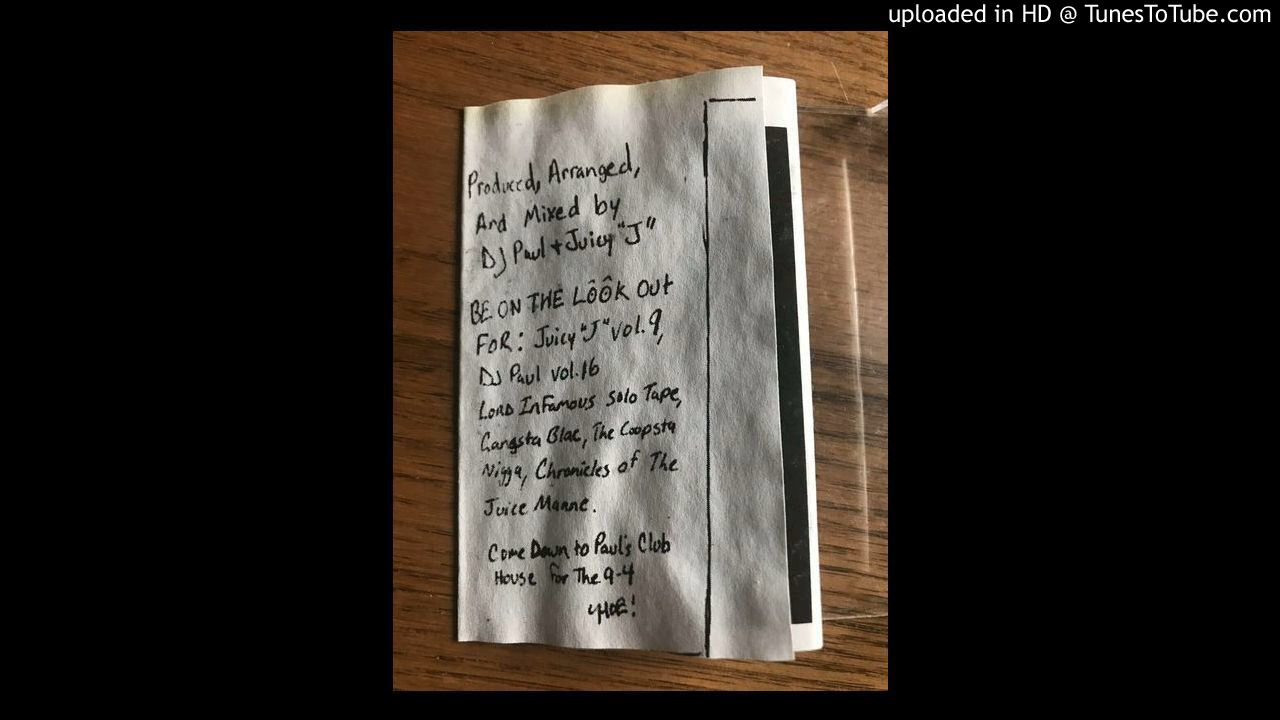 uploaded in HD @ TunesToTube.com
Produced, Arranged,
And Mixed by
DJ Paul + Juicy "J"
BE ON THE LÔÔK OUt
FOR: Juicy "J" vol. 9,
DJ Paul vol. 16
LORD InFamous Solo Tape,
Gangsta Blac, The Coopsta
Nigga, Chronicles of The
Juice Manne.
Come Down to Paul's Club
House for The 9-4
HOE!